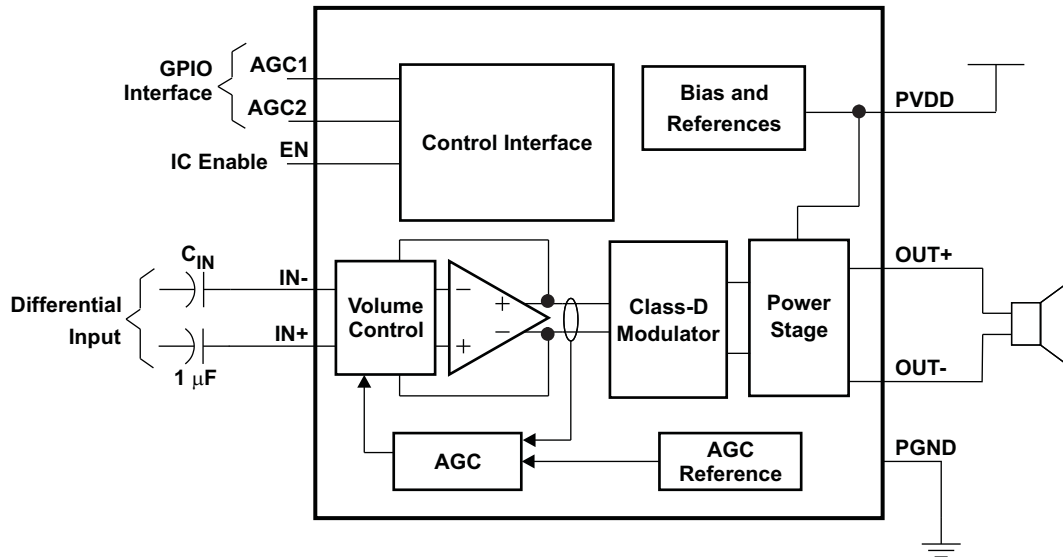 GPIO
Interface
AGC1
AGC2
IC Enable
EN
Control Interface
Bias and
References
PVDD
Differential
Input
CIN
1 μF
IN-
IN+
Volume
Control
−
+
+
−
Class-D
Modulator
Power
Stage
OUT+
OUT-
AGC
AGC
Reference
PGND